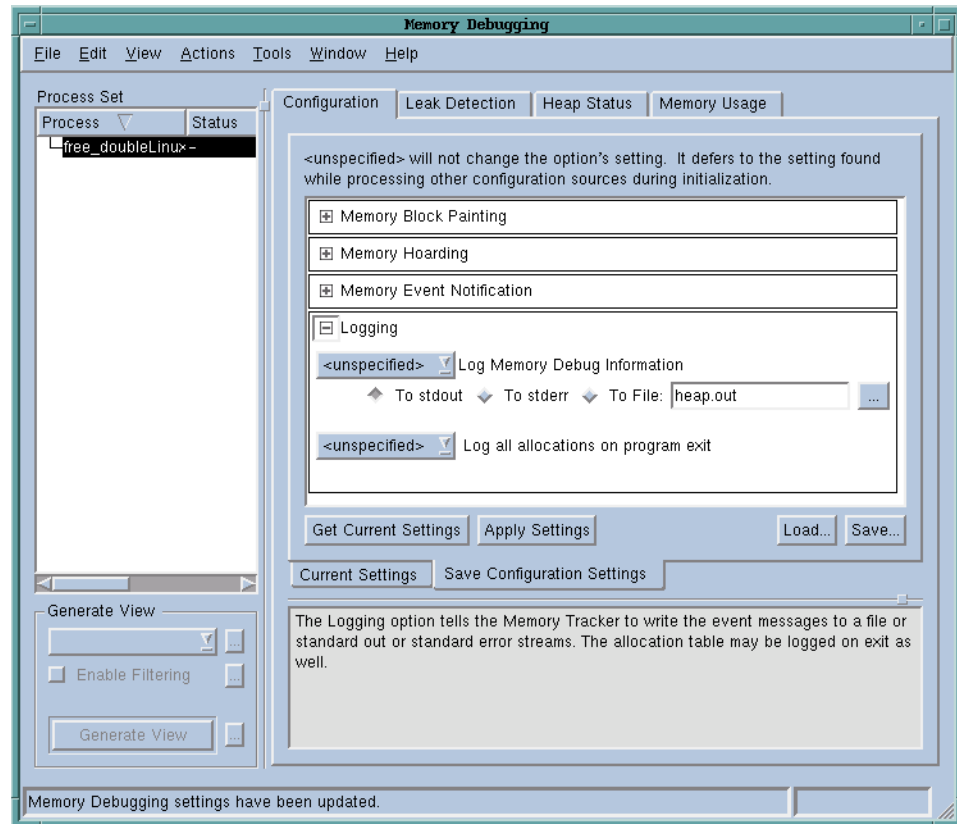 Memory Debugging
File Edit View Actions Tools Window Help
Process Set
Process Status
free_doubleLinux-
Configuration Leak Detection Heap Status Memory Usage
<unspecified> will not change the option's setting. It defers to the setting found
while processing other configuration sources during initialization.
Memory Block Painting
Memory Hoarding
Memory Event Notification
Logging
<unspecified> Log Memory Debug Information
To stdout To stderr To File: heap.out ...
<unspecified> Log all allocations on program exit
Get Current Settings Apply Settings Load... Save...
Current Settings Save Configuration Settings
Generate View
...
Enable Filtering ...
Generate View ...
The Logging option tells the Memory Tracker to write the event messages to a file or
standard out or standard error streams. The allocation table may be logged on exit as
well.
Memory Debugging settings have been updated.